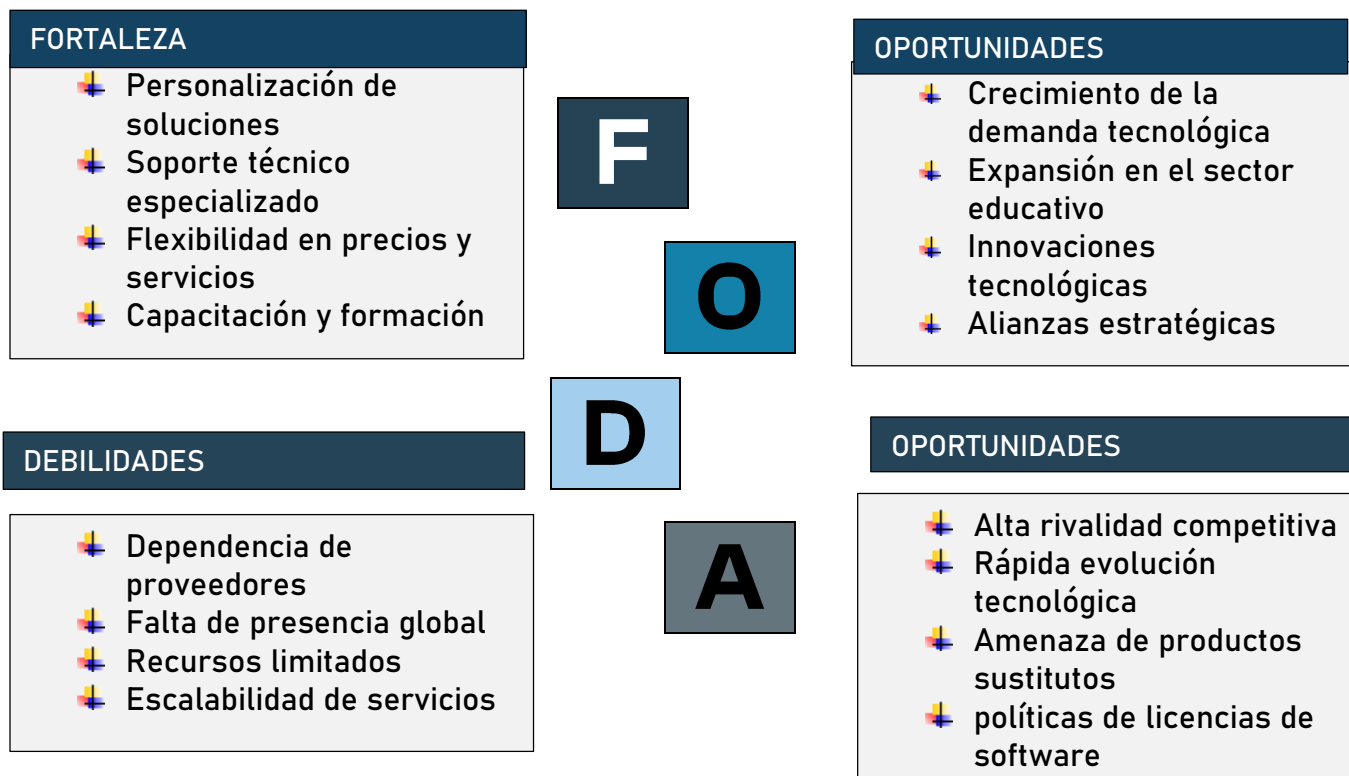 FORTALEZA
Personalización de
soluciones
Soporte técnico
especializado
Flexibilidad en precios y
servicios
Capacitación y formación
F
O
D
A
OPORTUNIDADES
Crecimiento de la
demanda tecnológica
Expansión en el sector
educativo
Innovaciones
tecnológicas
Alianzas estratégicas
DEBILIDADES
Dependencia de
proveedores
Falta de presencia global
Recursos limitados
Escalabilidad de servicios
OPORTUNIDADES
Alta rivalidad competitiva
Rápida evolución
tecnológica
Amenaza de productos
sustitutos
políticas de licencias de
software